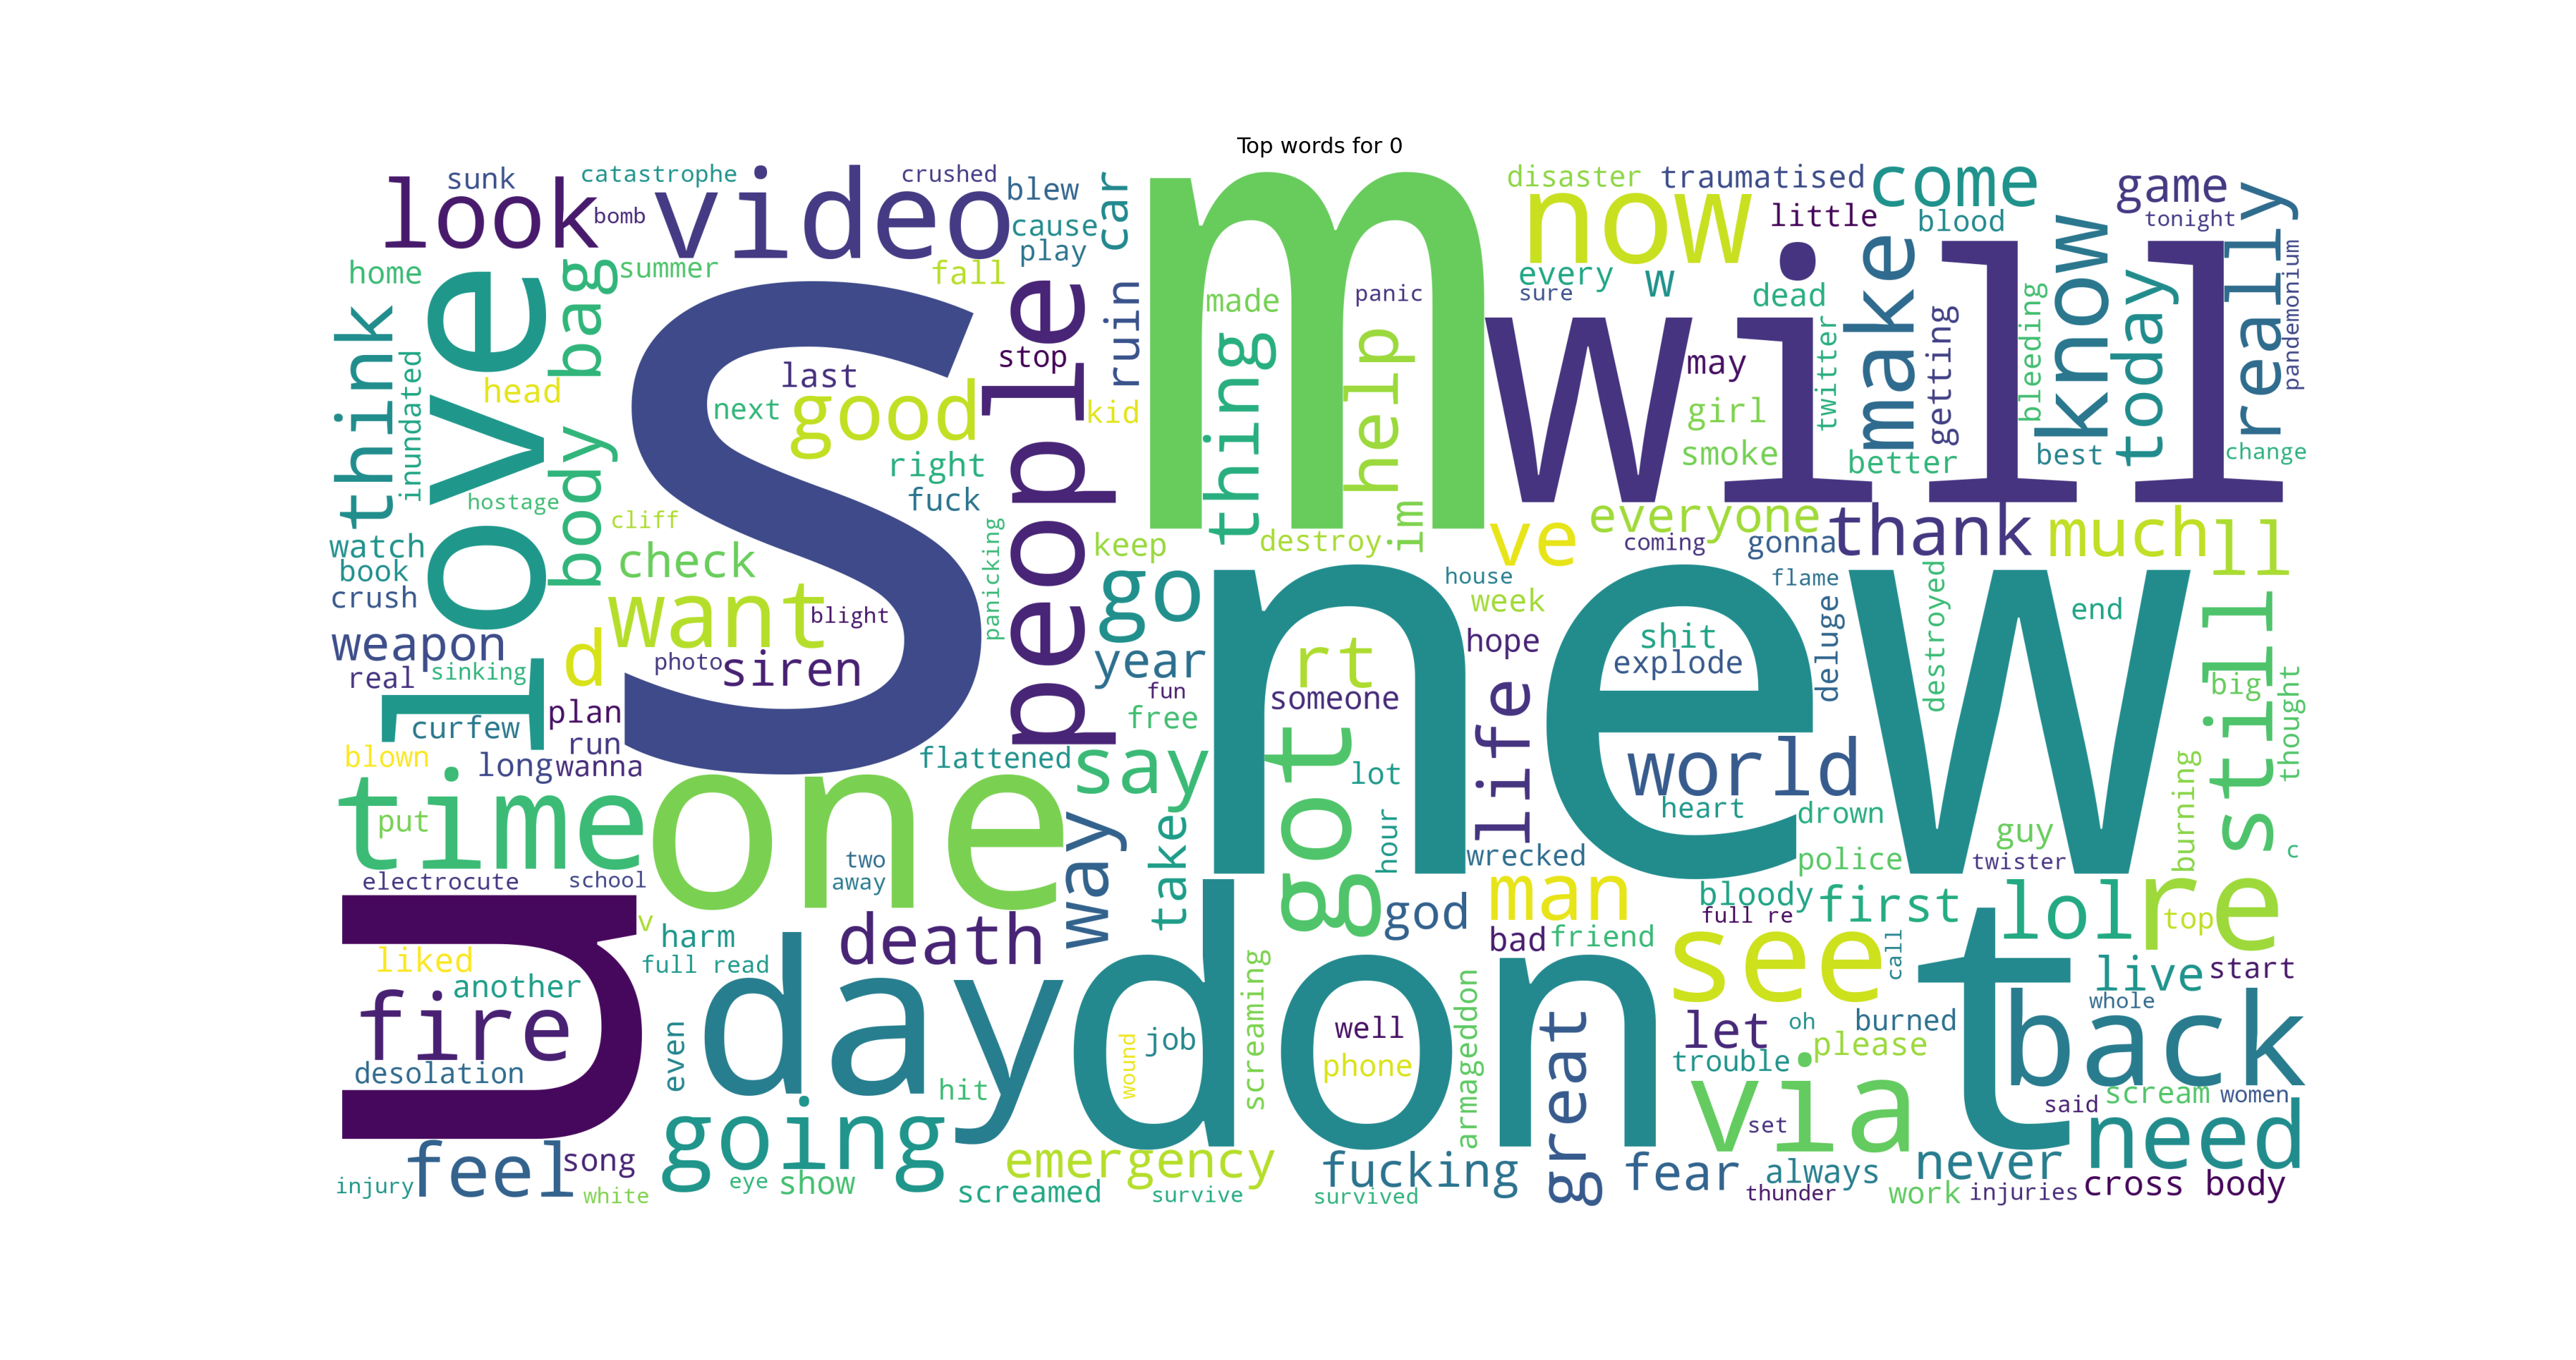 Top words for 0
sunk
catastrophe
crushed
look
bomb
video
blew
cause
play
car
m
disaster
traumatised
come
game
now
little
blood
tonight
really
home
summer
fall
ruin
every
w
sure
will
dead
make
know
today
pandemonium
think
inundated
love
bag
body
head
S
last
next
good
right
fuck
people
stop
kid
made
panic
thing
help
im
may
girl
smoke
twitter
getting
bleeding
better
best
change
hostage
cliff
panicking
keep
destroy
ve
everyone
coming
gonna
thank
much
ll
watch
book
crush
check
want
blight
go
new
house
week
flame
deluge
destroyed
end
still
weapon
real
sinking
d
photo
siren
year
rt
hope
shit
explode
big
thought
curfew
plan
run
fun
free
someone
blown
long
wanna
flattened
say
got
lot
life
world
heart
drown
burning
time
put
one
two
away
way
take
hour
wrecked
police
guy
twister
c
electrocute
school
u
v
harm
death
god
man
bloody
full re
first
lol
re
top
liked
another
full read
bad
friend
see
call
live
start
fire
desolation
even
day
don t
wound
job
screaming
well
phone
armageddon
great
let
oh
burned
whole
back
trouble
please
hit
via
set
said
scream
women
need
feel
song
going
emergency
fucking
fear
always
never
injury
white
eye
show
screamed
survive
survived
thunder
work
injuries
cross body